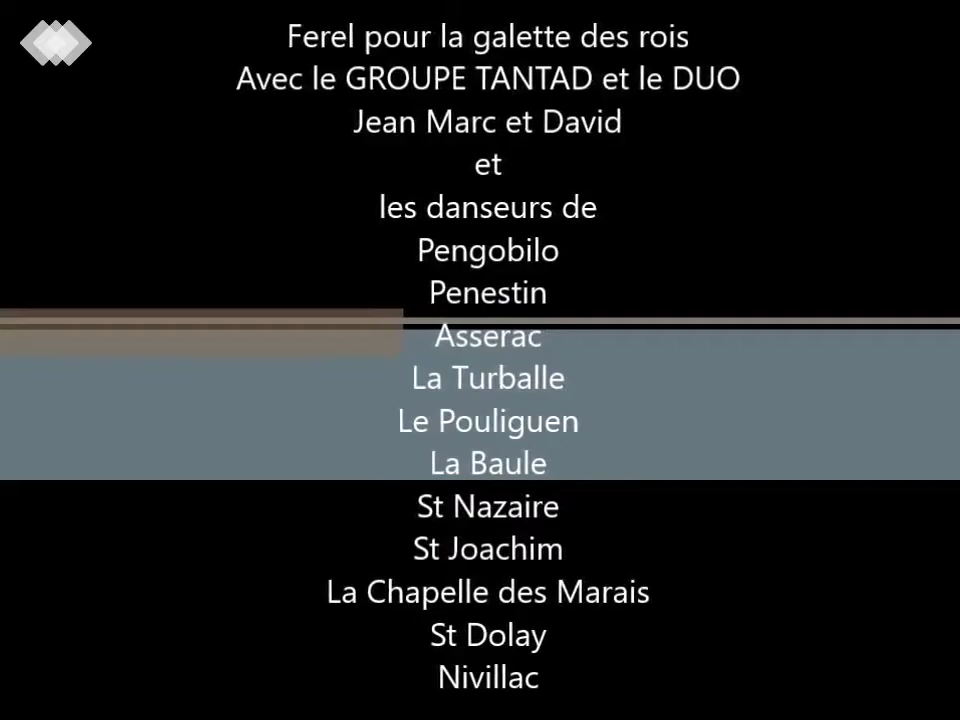 Ferel pour la galette des rois
Avec le GROUPE TANTAD et le DUO
Jean Marc et David
et
les danseurs de
Pengobilo
Penestin
Asserac
La Turballe
Le Pouliguen
La Baule
St Nazaire
St Joachim
La Chapelle des Marais
St Dolay
Nivillac